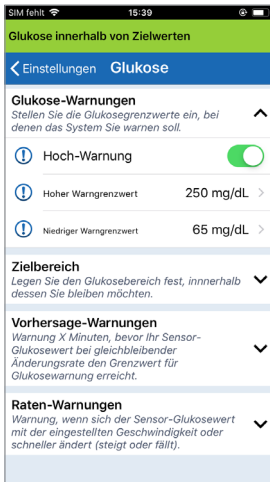 SIM fehlt 15:39
Glukose innerhalb von Zielwerten
Einstellungen Glukose
Glukose-Warnungen
Stellen Sie die Glukosegrenzwerte ein, bei
denen das System Sie warnen soll.
Hoch-Warnung
Hoher Warngrenzwert 250 mg/dL
Niedriger Warngrenzwert 65 mg/dL
Zielbereich
Legen Sie den Glukosebereich fest, innnerhalb
dessen Sie bleiben möchten.
Vorhersage-Warnungen
Warnung X Minuten, bevor Ihr Sensor-
Glukosewert bei gleichbleibender
Änderungsrate den Grenzwert für
Glukosewarnung erreicht.
Raten-Warnungen
Warnung, wenn sich der Sensor-Glukosewert
mit der eingestellten Geschwindigkeit oder
schneller ändert (steigt oder fällt).